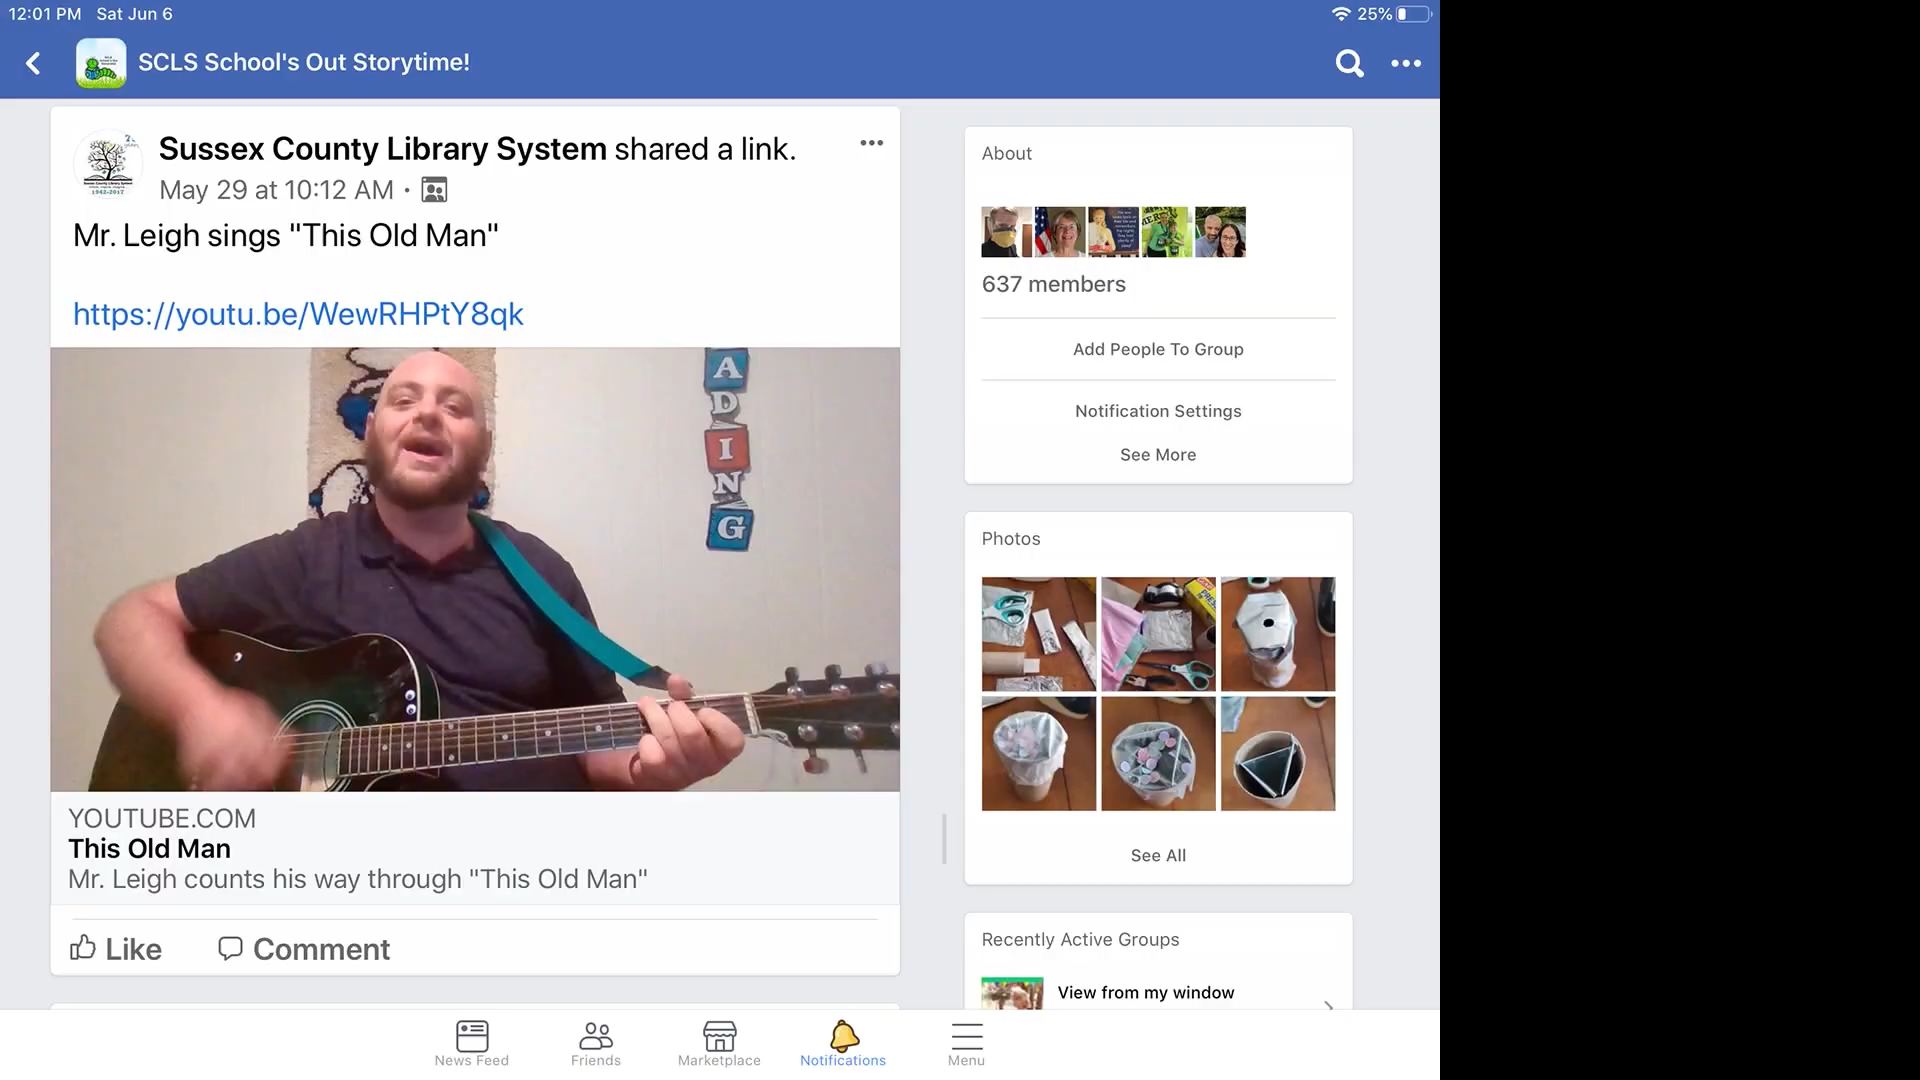 12:01 PM Sat Jun 6
25%
SCLS School's Out Storytime!
Sussex County Library System shared a link.
May 29 at 10:12 AM ·
Mr. Leigh sings "This Old Man"
https://youtu.be/WewRHPtY8qk
ADING
YOUTUBE.COM
This Old Man
Mr. Leigh counts his way through "This Old Man"
Like
Comment
About
637 members
Add People To Group
Notification Settings
See More
Photos
See All
Recently Active Groups
View from my window
News Feed
Friends
Marketplace
Notifications
Menu